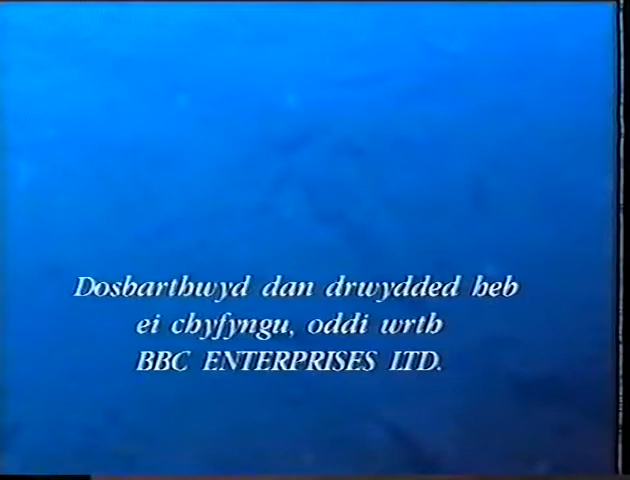 Dosbarthwyd dan drwydded heb
ei chyfyngu, oddi wrth
BBC ENTERPRISES LTD.